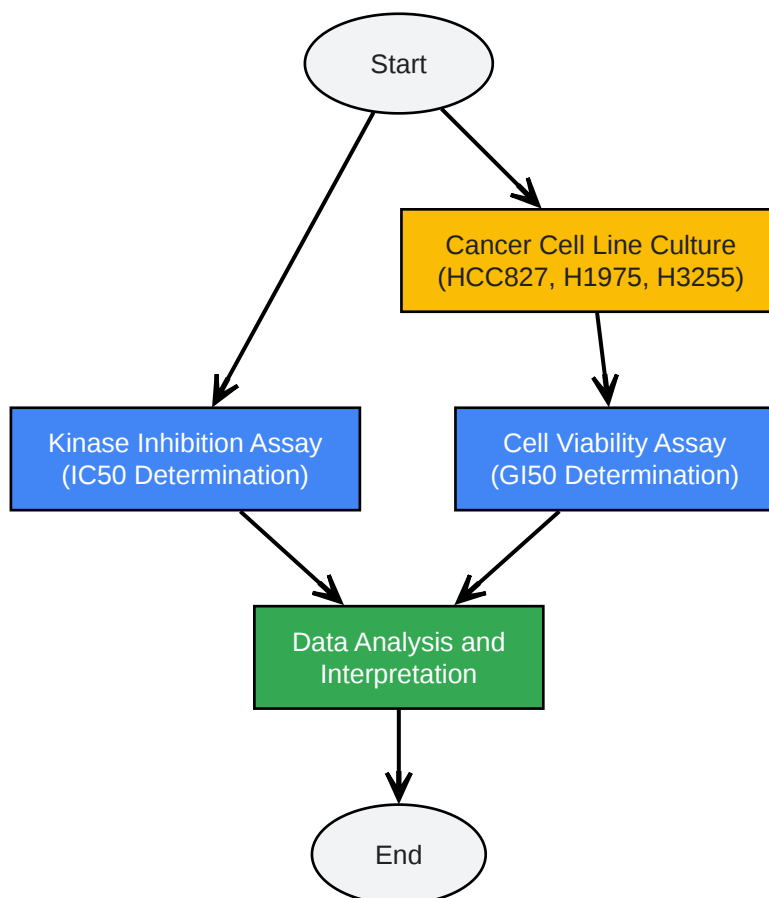 Start
Cancer Cell Line Culture
(HCC827, H1975, H3255)
Kinase Inhibition Assay
(IC50 Determination)
Cell Viability Assay
(GI50 Determination)
Data Analysis and
Interpretation
End